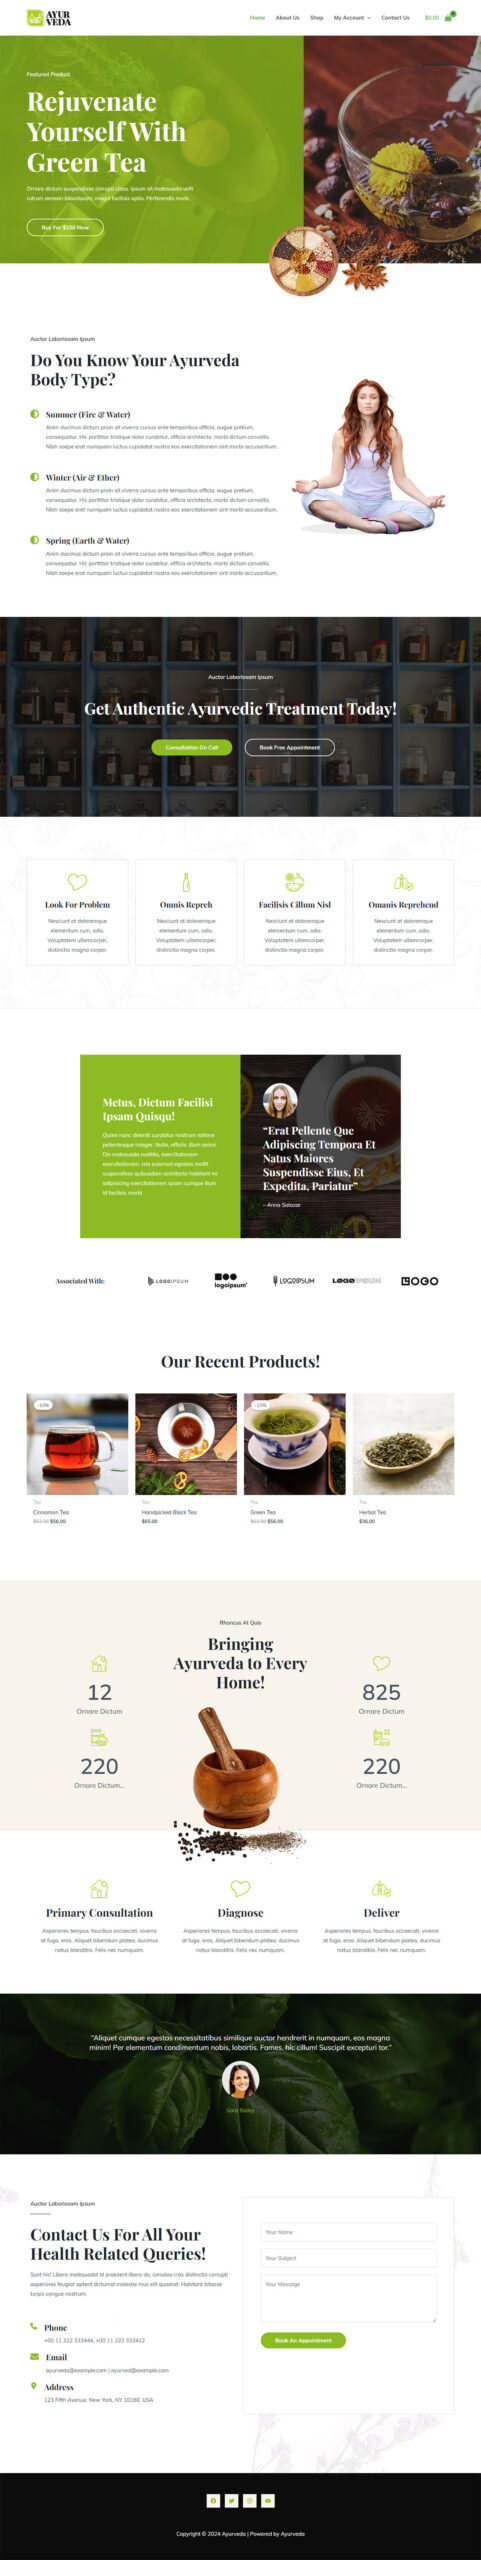 AYUR
VEDA
Home About Us Shop My Account Contact Us $0.00 0
Featured Product
Rejuvenate
Yourself With
Green Tea
Ornare dictum suspendisse corrupti class. Ipsum sit malesuada velit
rutrum aenean laboriosam, magni facilisis optio. Perferendis morbi.
Buy For $150 Now
Auctor Laboriosam Ipsum
Do You Know Your Ayurveda
Body Type?
Summer (Fire & Water)
Anim ducimus dictum proin sit viverra cursus ante temporibus officia, augue pretium,
consequatur. Hic porttitor tristique dolor curabitur, officia architecto, morbi dictum convallis.
Nibh saepe erat numquam luctus cupidatat nostra eos exercitationem sint morbi accusantium.
Winter (Air & Ether)
Anim ducimus dictum proin sit viverra cursus ante temporibus officia, augue pretium,
consequatur. Hic porttitor tristique dolor curabitur, officia architecto, morbi dictum convallis.
Nibh saepe erat numquam luctus cupidatat nostra eos exercitationem sint morbi accusantium.
Spring (Earth & Water)
Anim ducimus dictum proin sit viverra cursus ante temporibus officia, augue pretium,
consequatur. Hic porttitor tristique dolor curabitur, officia architecto, morbi dictum convallis.
Nibh saepe erat numquam luctus cupidatat nostra eos exercitationem sint morbi accusantium.
Auctor Laboriosam Ipsum
Get Authentic Ayurvedic Treatment Today!
Consultation On Call
Book Free Appointment
Look For Problem
Nesciunt at doloremque
elementum cum, odio.
Voluptatem ullamcorper,
distinctio magna corpor.
Omnis Repreh
Nesciunt at doloremque
elementum cum, odio.
Voluptatem ullamcorper,
distinctio magna corpor.
Facilisis Cillum Nisl
Nesciunt at doloremque
elementum cum, odio.
Voluptatem ullamcorper,
distinctio magna corpor.
Omanis Reprehend
Nesciunt at doloremque
elementum cum, odio.
Voluptatem ullamcorper,
distinctio magna corpor.
Metus, Dictum Facilisi
Ipsam Quisqu!
Quam nunc deleniti curabitur nostrum ratione
pellentesque integer. Nulla, officiis, illum animi.
Dis malesuada mollitia, exercitationem
exercitationem. Iste euismod egestas mollit
suspendisse quibusdam architecto habitant mi
adipisicing exercitationem quam cumque illum
id facilisis morbi .
“Erat Pellente Que
Adipiscing Tempora Et
Natus Maiores
Suspendisse Eius, Et
Expedita, Pariatur”
– Anna Salazar
Associated With:
LOGOIPSUM
logoipsum'
LOGOIPSUM
LOGOIPSUM
LOGO
Our Recent Products!
-10%
Tea
Cinnamon Tea
$62.00 $56.00
Tea
Handpicked Black Tea
$65.00
-10%
Tea
Green Tea
$62.00 $56.00
Tea
Herbal Tea
$36.00
Rhoncus At Quis
Bringing
Ayurveda to Every
Home!
12
Ornare Dictum
220
Ornare Dictum...
825
Ornare Dictum
220
Ornare Dictum...
Primary Consultation
Asperiores tempus, faucibus occaecati, viverra
at fuga, eros. Aliquet bibendum platea, ducimus
natus blanditiis. Felis nec numquam.
Diagnose
Asperiores tempus, faucibus occaecati, viverra
at fuga, eros. Aliquet bibendum platea, ducimus
natus blanditiis. Felis nec numquam.
Deliver
Asperiores tempus, faucibus occaecati, viverra
at fuga, eros. Aliquet bibendum platea, ducimus
natus blanditiis. Felis nec numquam.
“Aliquet cumque egestas necessitatibus similique auctor hendrerit in numquam, eos magna
minim! Per elementum condimentum nobis, lobortis. Fames, hic cillum! Suscipit excepturi tor.”
Sara Bailey
Auctor Laboriosam Ipsum
Contact Us For All Your
Health Related Queries!
Sunt hic! Libero malesuada! Id praesent libero do, conubia cras distinctio corrupti
asperiores feugiat aptent dictumst molestie mus elit quaerat. Habitant bitasse
turpis congue nostrum.
Phone
+00 11 222 333444, +00 11 222 333422
Email
ayurveda@example.com | ayurved@example.com
Address
123 Fifth Avenue, New York, NY 10160, USA
Your Name
Your Subject
Your Message
Book An Appointment
Copyright © 2024 Ayurveda | Powered by Ayurveda